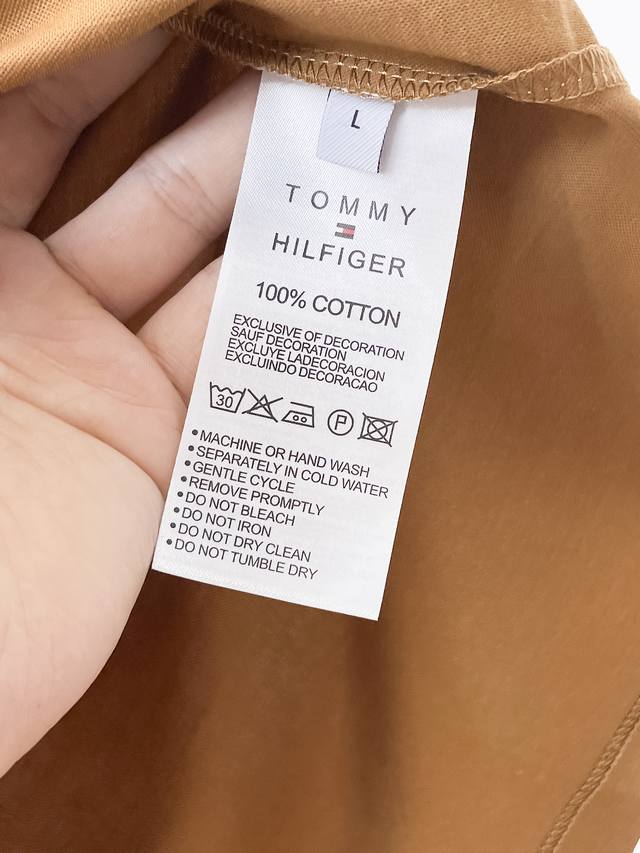 L
TOMMY
HILFIGER
100% COTTON
EXCLUSIVE OF DECORATION
SAUF DECORATION
EXCLUYE LADECORACION
EXCLUINDO DECORACAO
30 P
•MACHINE OR HAND WASH
•SEPARATELY IN COLD WATER
•GENTLE CYCLE
•REMOVE PROMPTLY
•DO NOT BLEACH
•DO NOT IRON
•DO NOT DRY CLEAN
•DO NOT TUMBLE DRY